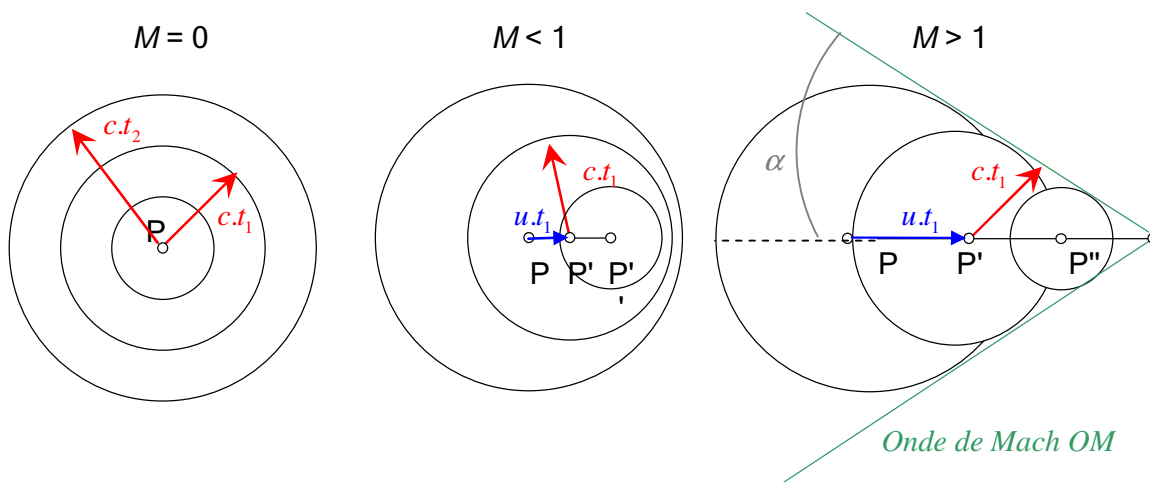 M = 0
M < 1
M > 1
c.t₂
c.t₁
P
c.t₁
u.t₁
P P' P'
'
α
c.t₁
u.t₁
P P' P"
Onde de Mach OM